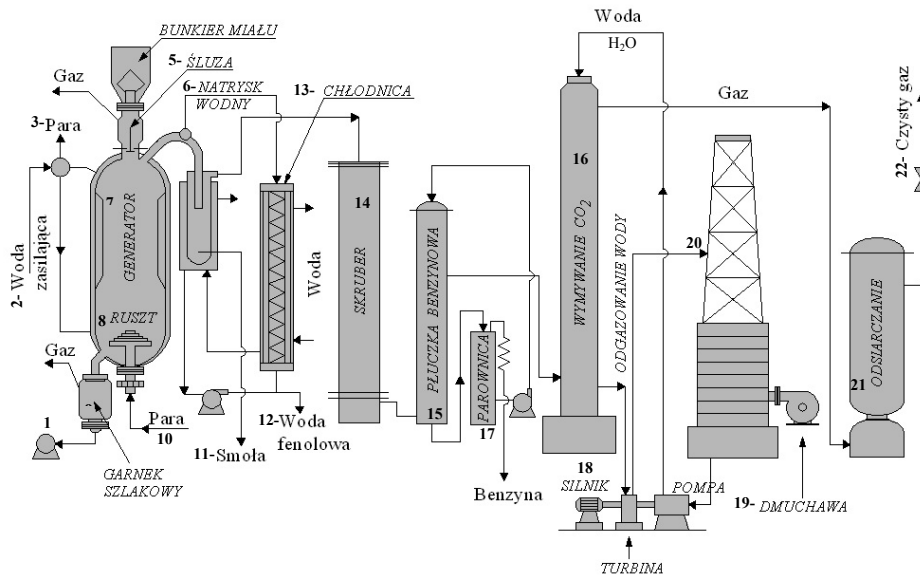 BUNKIER MIAŁU
Gaz
5- ŚLUZA
6- NATRYSK
WODNY
13- CHŁODNICA
3-Para
2- Woda
zasilająca
7
GENERATOR
8 RUSZT
Gaz
1
Para
10
GARNEK
SZLAKOWY
11-Smoła
12-Woda
fenolowa
Woda
14
SKRUBER
PŁUCZKA BENZYNOWA
15
PAROWNICA
17
Benzyna
Woda
H2O
16
WYMYWANIE CO2
Gaz
ODGAZOWANIE WODY
18
SILNIK
POMPA
TURBINA
20
19- DMUCHAWA
ODSIARCZANIE
21
22- Czysty gaz